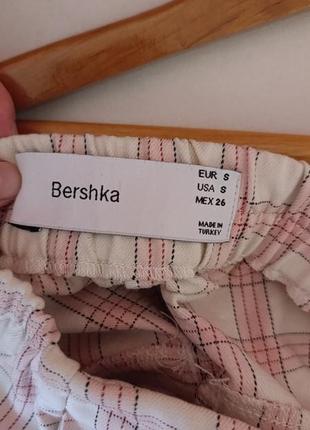 Bershka
EUR S
USA S
MEX 26
MADE IN
TURKEY